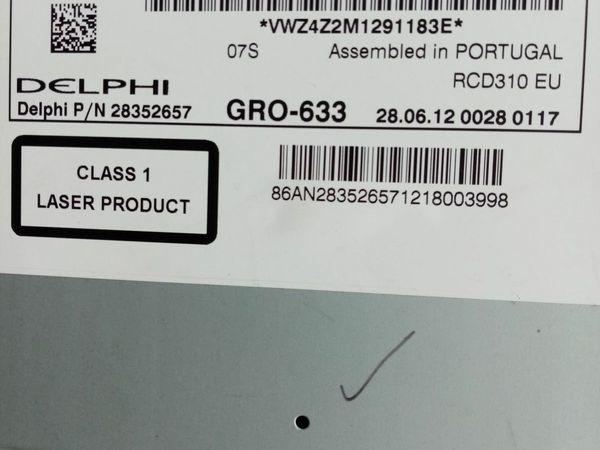 *VWZ4Z2M1291183E*
07S Assembled in PORTUGAL
RCD310 EU
DELPHI
Delphi P/N 28352657 GRO-633 28.06.12 0028 0117
CLASS 1
LASER PRODUCT
86AN283526571218003998